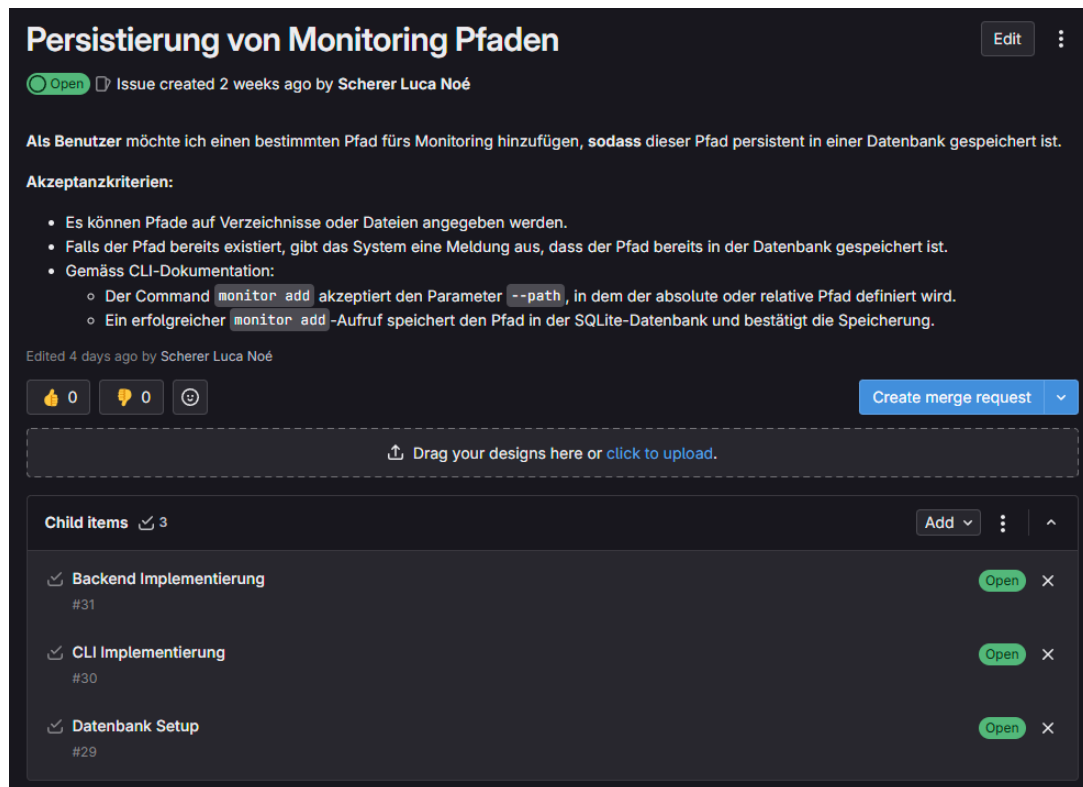 Persistierung von Monitoring Pfaden
Edit
Open Issue created 2 weeks ago by Scherer Luca Noé
Als Benutzer möchte ich einen bestimmten Pfad fürs Monitoring hinzufügen, sodass dieser Pfad persistent in einer Datenbank gespeichert ist.
Akzeptanzkriterien:
• Es können Pfade auf Verzeichnisse oder Dateien angegeben werden.
• Falls der Pfad bereits existiert, gibt das System eine Meldung aus, dass der Pfad bereits in der Datenbank gespeichert ist.
• Gemäss CLI-Dokumentation:
◦ Der Command monitor add akzeptiert den Parameter --path, in dem der absolute oder relative Pfad definiert wird.
◦ Ein erfolgreicher monitor add-Aufruf speichert den Pfad in der SQLite-Datenbank und bestätigt die Speicherung.
Edited 4 days ago by Scherer Luca Noé
👍 0 👎 0
Create merge request
Drag your designs here or click to upload.
Child items 3
Add
Backend Implementierung
Open
#31
CLI Implementierung
Open
#30
Datenbank Setup
Open
#29